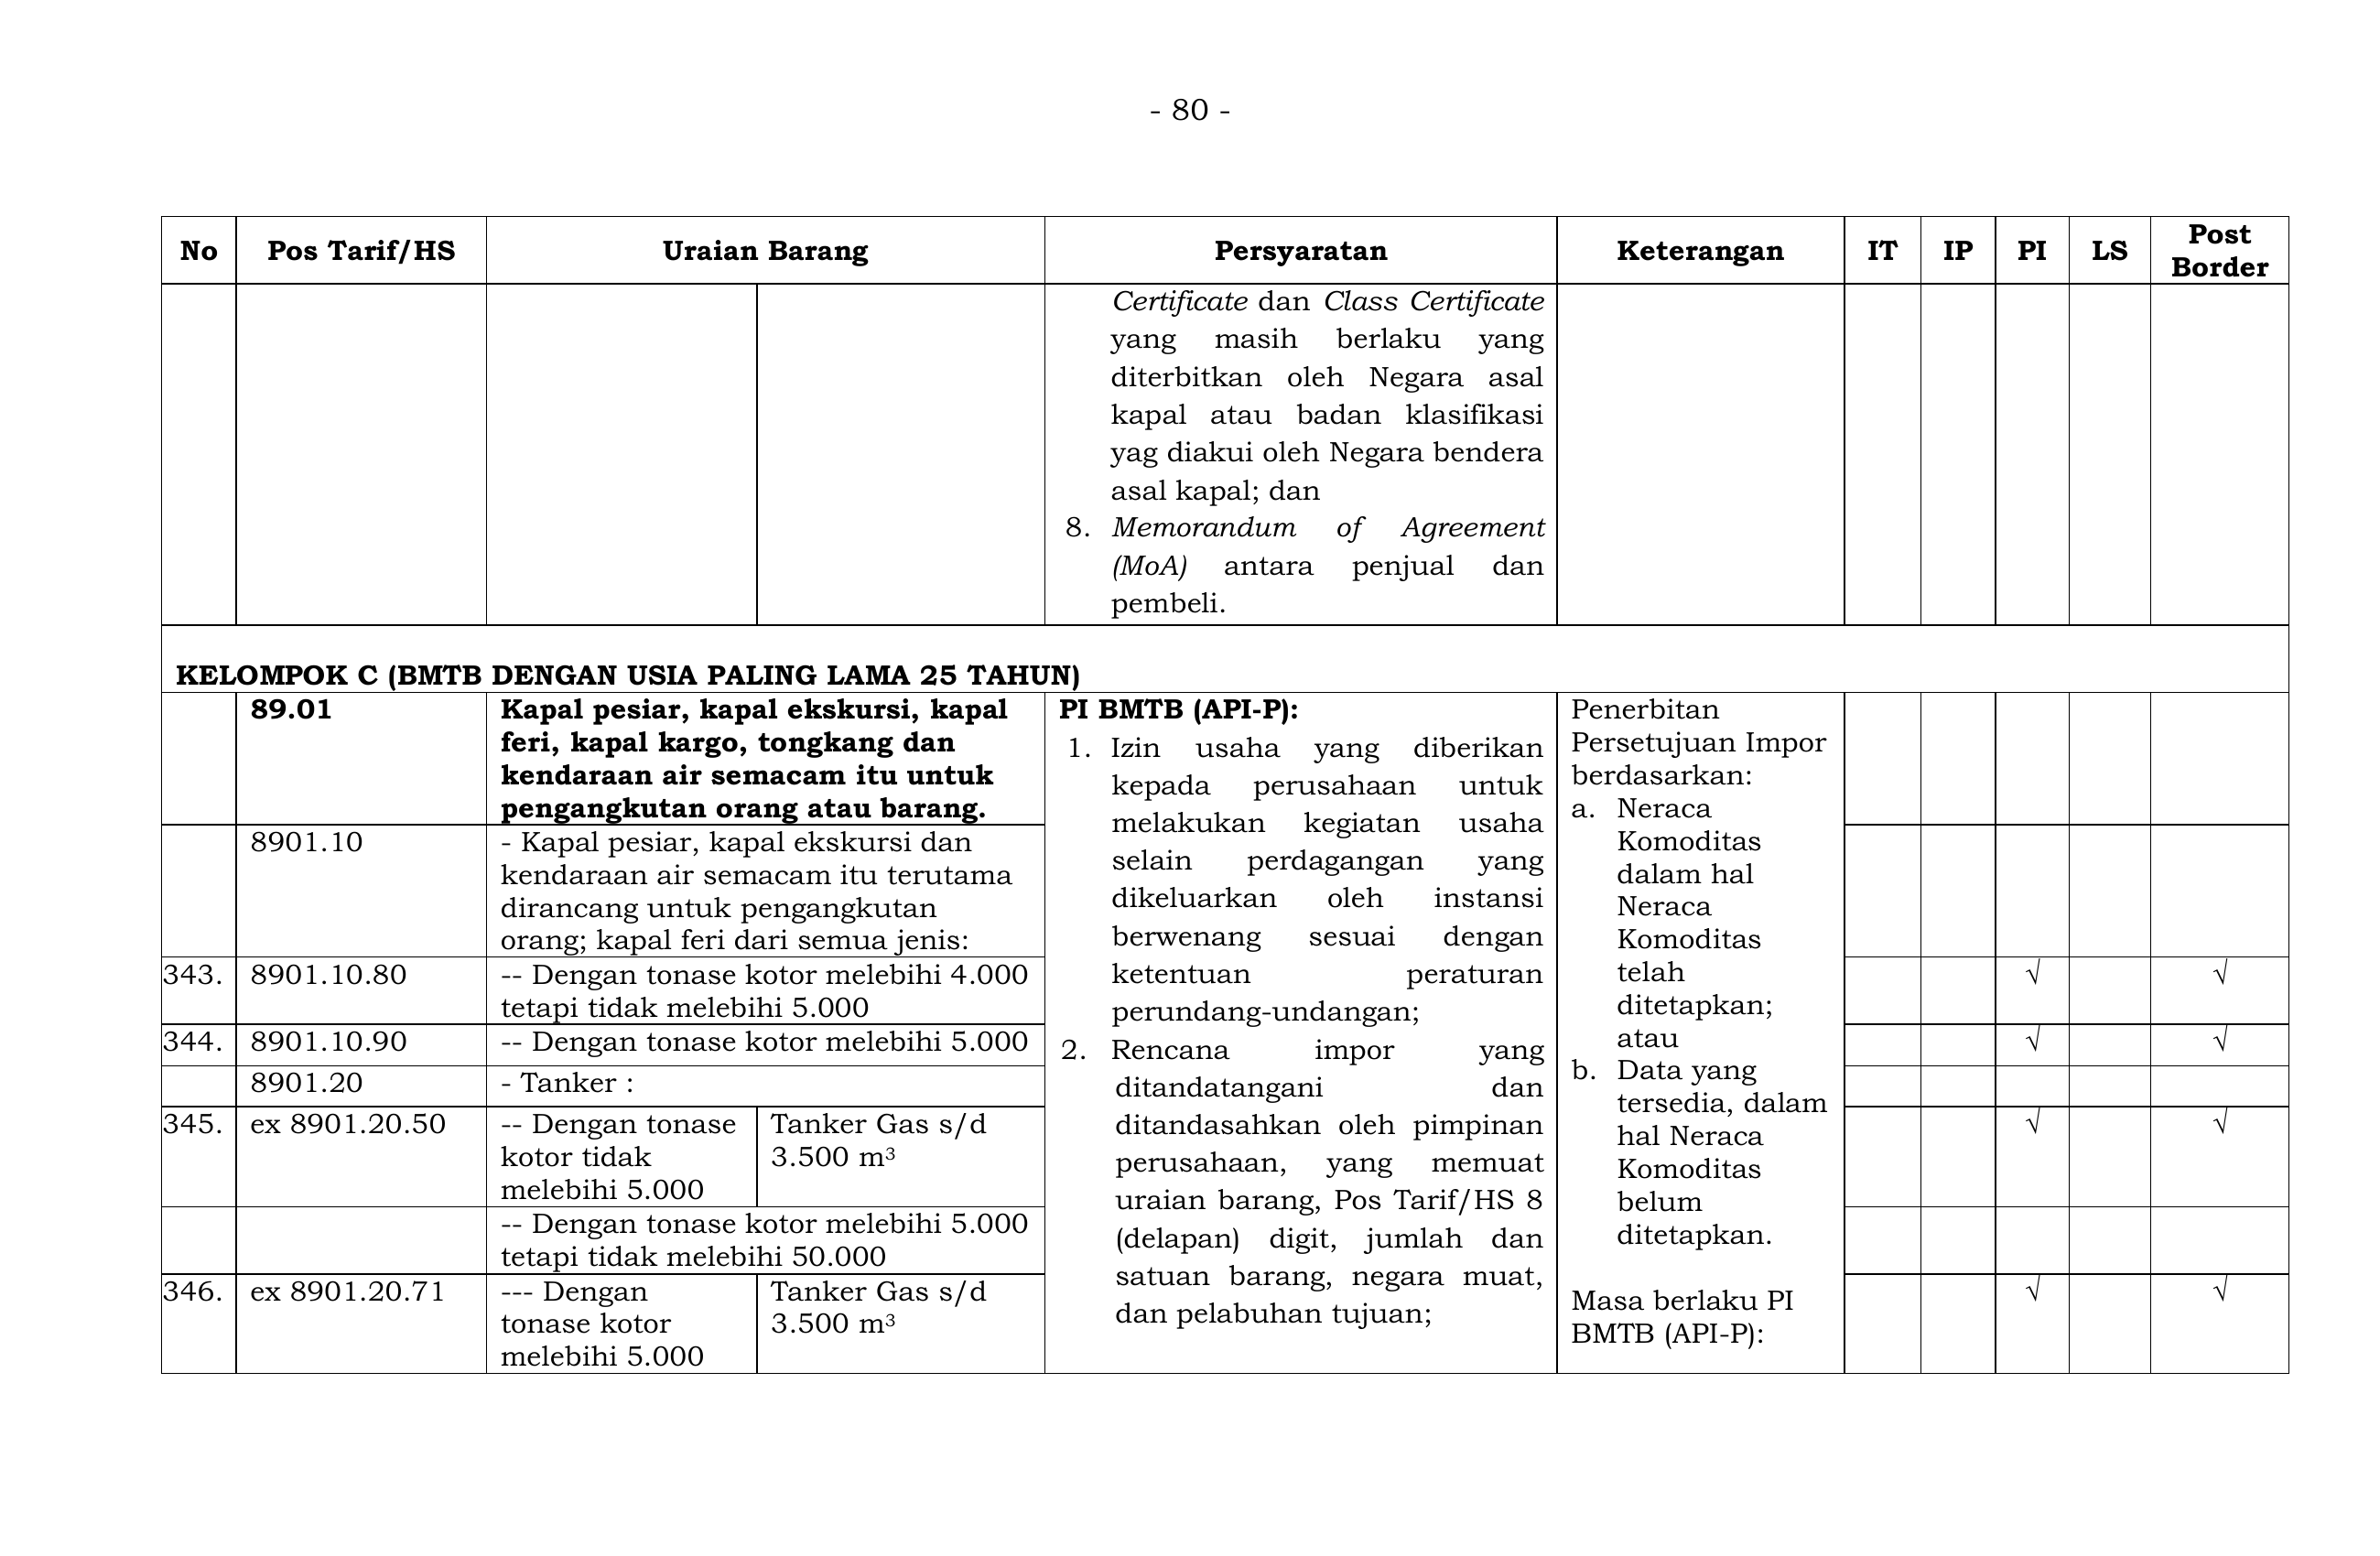 - 80 -
No
Pos Tarif/HS
Uraian Barang
Persyaratan
Keterangan
IT
IP
PI
LS
Post
Border
Certificate dan Class Certificate
yang masih berlaku yang
diterbitkan oleh Negara asal
kapal atau badan klasifikasi
yag diakui oleh Negara bendera
asal kapal; dan
8. Memorandum of Agreement
(MoA) antara penjual dan
pembeli.
KELOMPOK C (BMTB DENGAN USIA PALING LAMA 25 TAHUN)
89.01
Kapal pesiar, kapal ekskursi, kapal
feri, kapal kargo, tongkang dan
kendaraan air semacam itu untuk
pengangkutan orang atau barang.
8901.10
- Kapal pesiar, kapal ekskursi dan
kendaraan air semacam itu terutama
dirancang untuk pengangkutan
orang; kapal feri dari semua jenis:
343.
8901.10.80
-- Dengan tonase kotor melebihi 4.000
tetapi tidak melebihi 5.000
√
√
344.
8901.10.90
-- Dengan tonase kotor melebihi 5.000
√
√
8901.20
- Tanker :
345.
ex 8901.20.50
-- Dengan tonase
kotor tidak
melebihi 5.000
Tanker Gas s/d
3.500 m³
√
√
-- Dengan tonase kotor melebihi 5.000
tetapi tidak melebihi 50.000
346.
ex 8901.20.71
--- Dengan
tonase kotor
melebihi 5.000
Tanker Gas s/d
3.500 m³
√
√
PI BMTB (API-P):
1. Izin usaha yang diberikan
kepada perusahaan untuk
melakukan kegiatan usaha
selain perdagangan yang
dikeluarkan oleh instansi
berwenang sesuai dengan
ketentuan peraturan
perundang-undangan;
2. Rencana impor yang
ditandatangani dan
ditandasahkan oleh pimpinan
perusahaan, yang memuat
uraian barang, Pos Tarif/HS 8
(delapan) digit, jumlah dan
satuan barang, negara muat,
dan pelabuhan tujuan;
Penerbitan
Persetujuan Impor
berdasarkan:
a. Neraca
Komoditas
dalam hal
Neraca
Komoditas
telah
ditetapkan;
atau
b. Data yang
tersedia, dalam
hal Neraca
Komoditas
belum
ditetapkan.
Masa berlaku PI
BMTB (API-P):